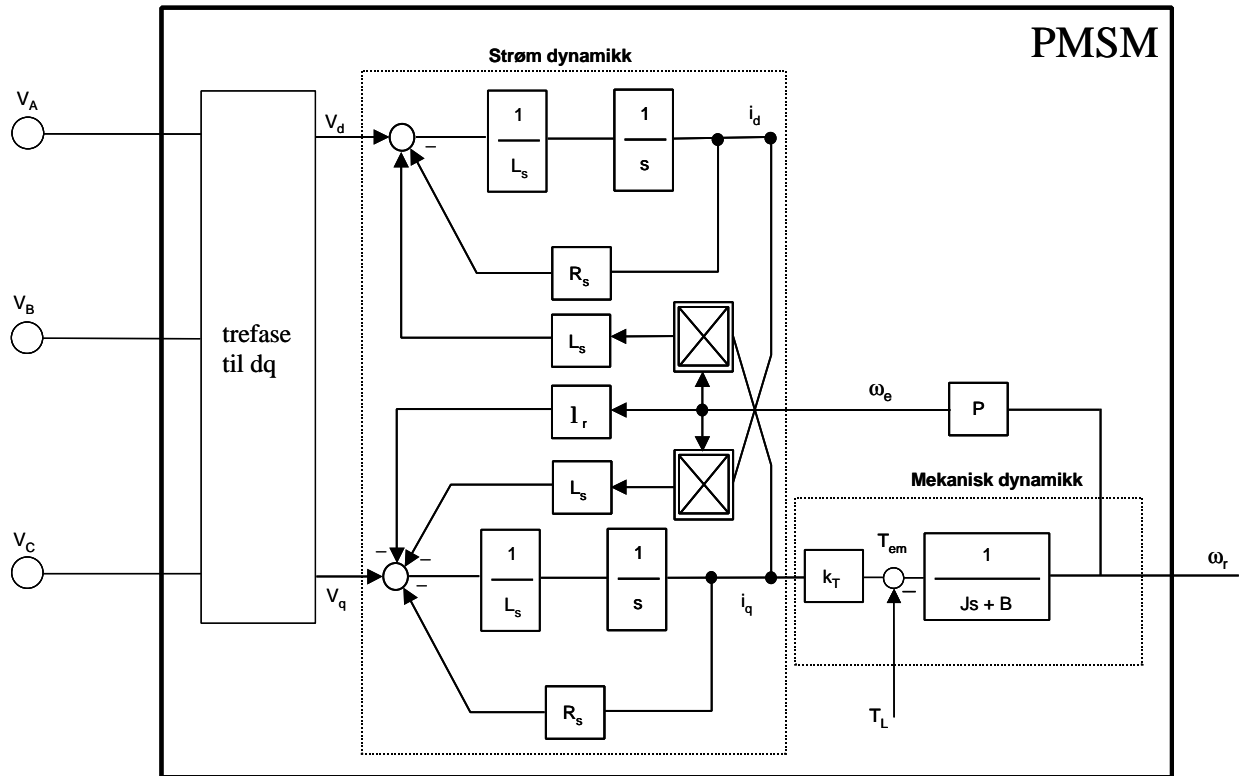 PMSM
Strøm dynamikk
V_A
V_d
1
L_s
1
s
i_d
R_s
V_B
trefase
til dq
L_s
l_r
ω_e
P
L_s
Mekanisk dynamikk
V_C
V_q
1
L_s
1
s
i_q
k_T
T_em
1
Js + B
ω_r
R_s
T_L